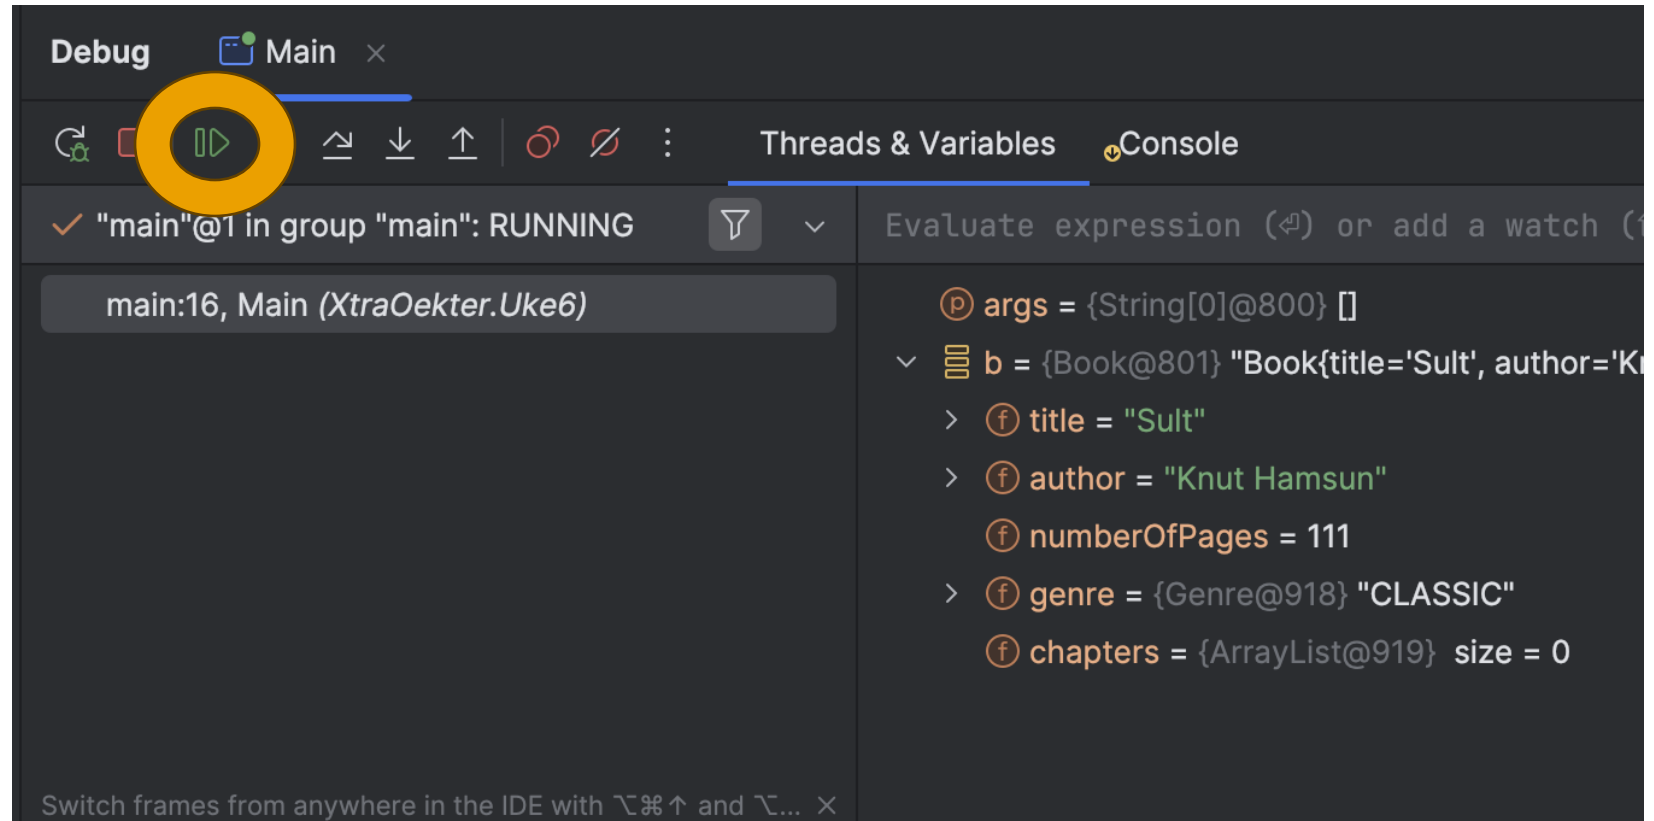 Debug Main
Threads & Variables Console
"main"@1 in group "main": RUNNING
Evaluate expression (⏎) or add a watch (
main:16, Main (XtraOekter.Uke6)
args = {String[0]@800} []
b = {Book@801} "Book{title='Sult', author='K
title = "Sult"
author = "Knut Hamsun"
numberOfPages = 111
genre = {Genre@918} "CLASSIC"
chapters = {ArrayList@919} size = 0
Switch frames from anywhere in the IDE with ⌥⌘↑ and ⌥...